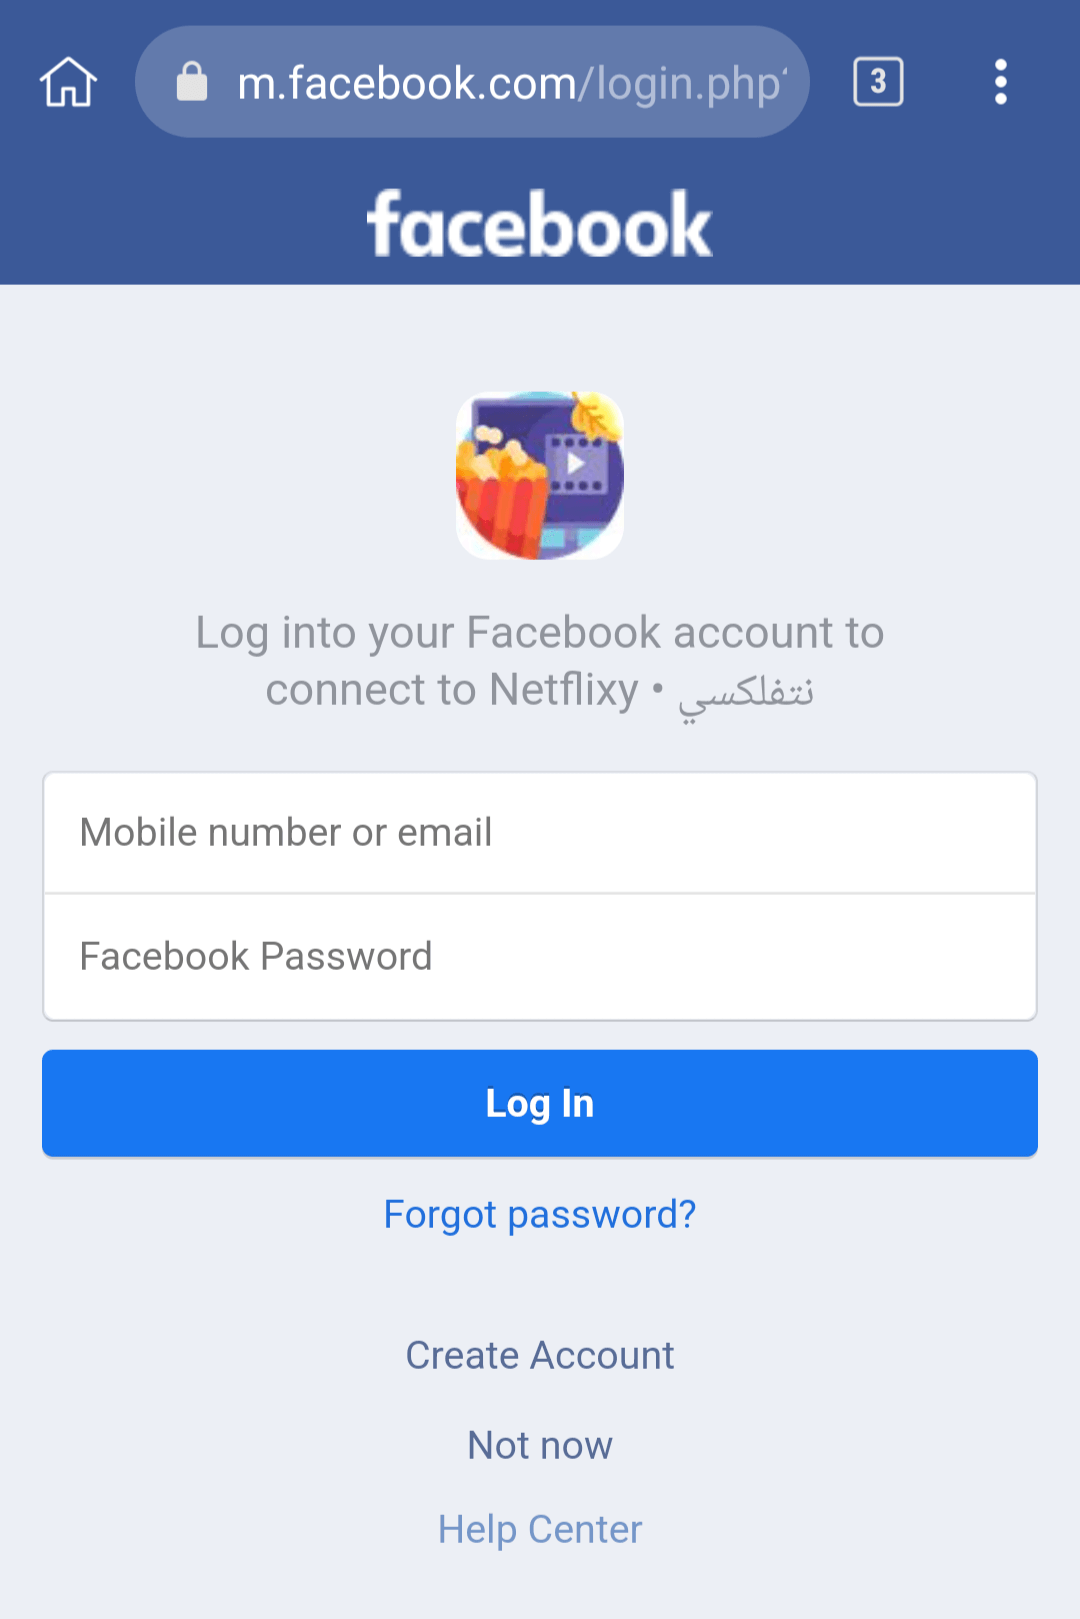 m.facebook.com/login.php
3
facebook
Log into your Facebook account to
connect to Netflixy • نتفلكسي
Mobile number or email
Facebook Password
Log In
Forgot password?
Create Account
Not now
Help Center